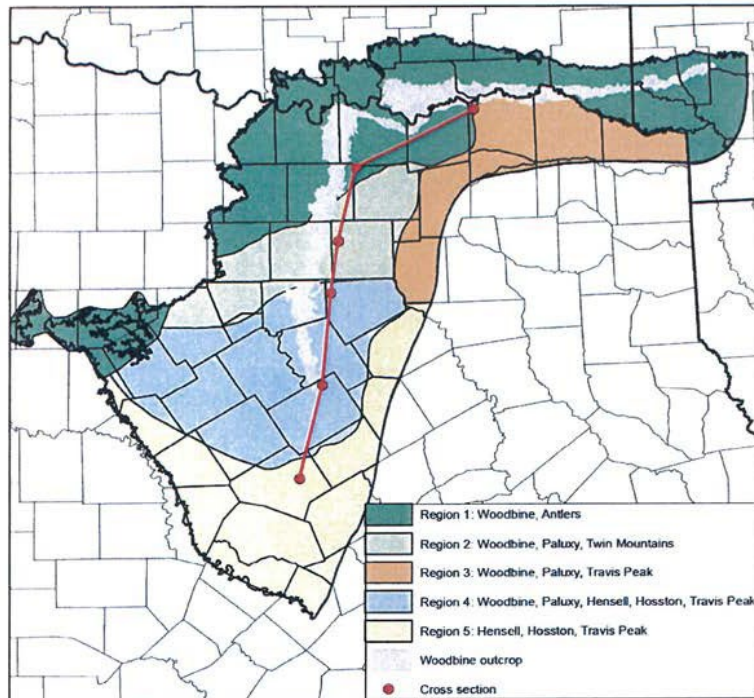 Region 1: Woodbine, Antlers
Region 2: Woodbine, Paluxy, Twin Mountains
Region 3: Woodbine, Paluxy, Travis Peak
Region 4: Woodbine, Paluxy, Hensell, Hosston, Travis Peak
Region 5: Hensell, Hosston, Travis Peak
Woodbine outcrop
Cross section